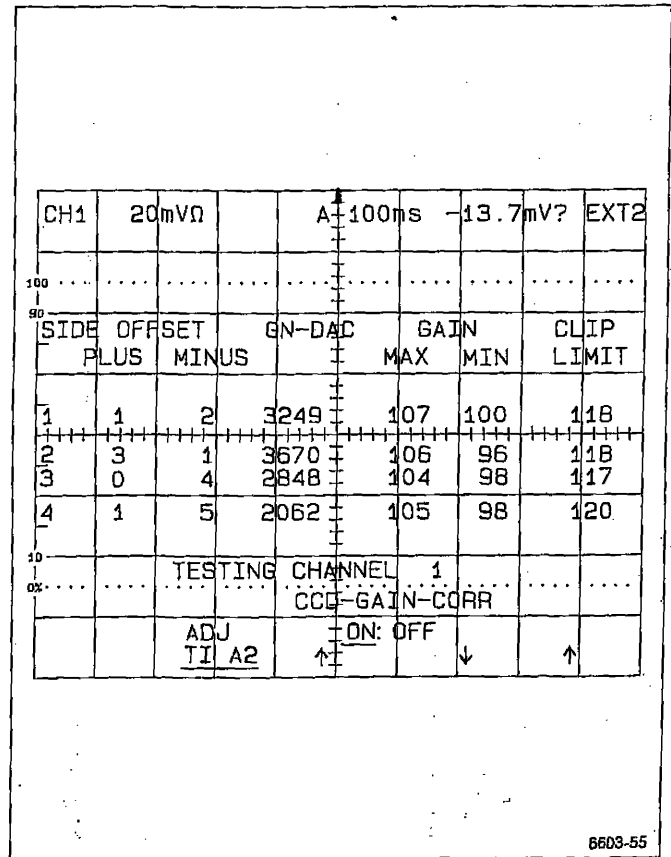 CH1 20mVΩ A 100ms -13.7mV? EXT2
100
90
SIDE OFFSET GN-DAC GAIN CLIP
PLUS MINUS MAX MIN LIMIT
1 1 2 3249 107 100 118
2 3 1 3670 106 96 118
3 0 4 2848 104 98 117
4 1 5 2062 105 98 120
10
0%
TESTING CHANNEL 1
CCD-GAIN-CORR
ADJ ON: OFF
TI A2 ↑ ↓ ↑
6603-55